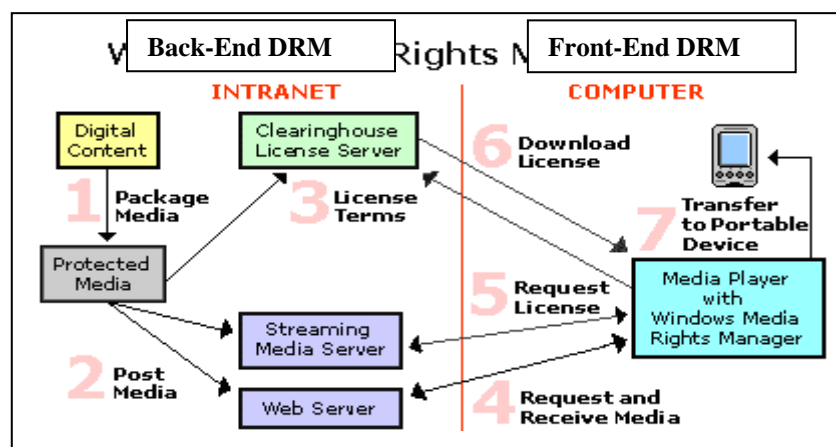 Back-End DRM
Front-End DRM
Rights
INTRANET
COMPUTER
Digital
Content
Clearinghouse
License Server
6 Download
License
1 Package
Media
3 License
Terms
7 Transfer
to Portable
Device
Protected
Media
Media Player
with
Windows Media
Rights Manager
5 Request
License
Streaming
Media Server
2 Post
Media
Web Server
4 Request and
Receive Media